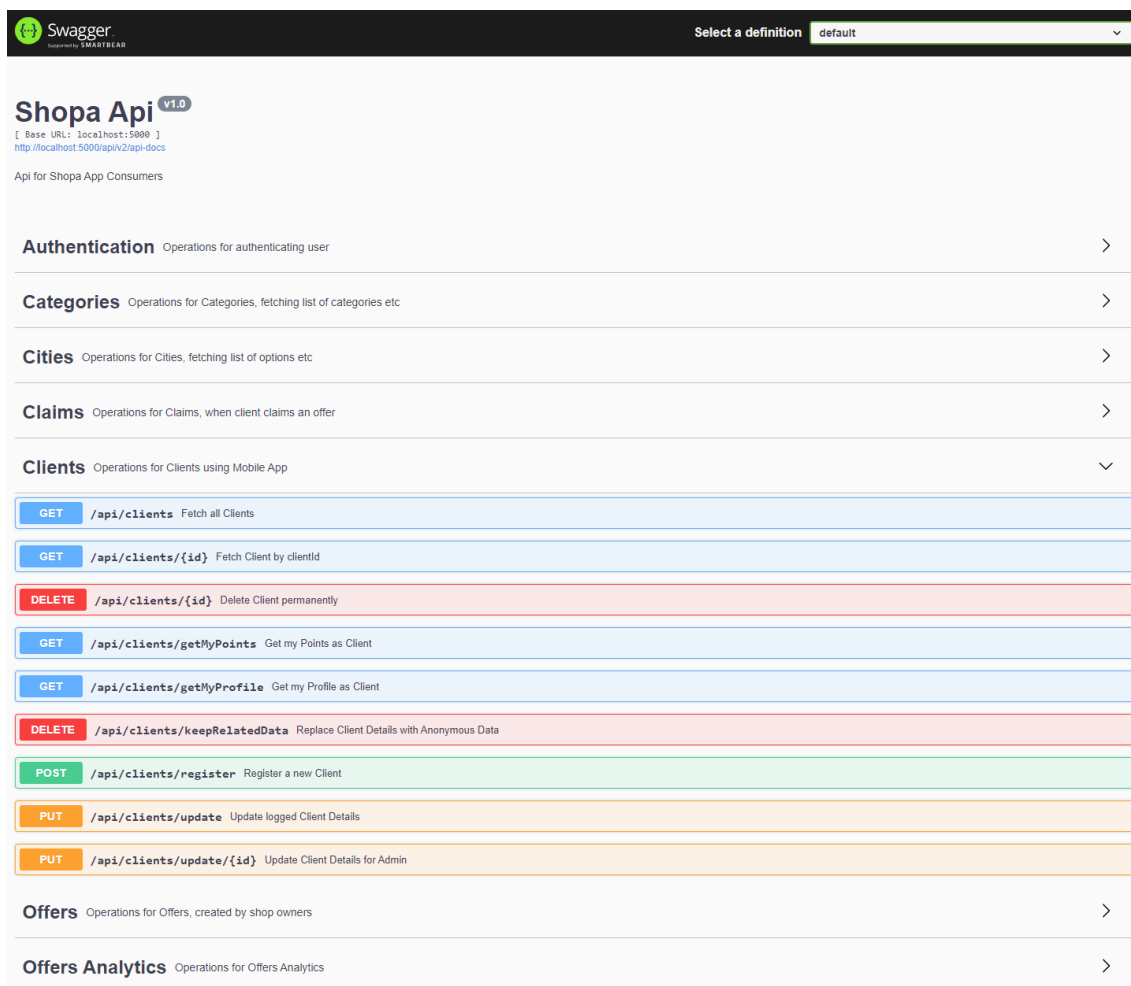 Swagger.
Supported by SMARTBEAR
Select a definition default
Shopa Api v1.0
[ Base URL: localhost:5000 ]
http://localhost:5000/api/v2/api-docs
Api for Shopa App Consumers
Authentication Operations for authenticating user
Categories Operations for Categories, fetching list of categories etc
Cities Operations for Cities, fetching list of options etc
Claims Operations for Claims, when client claims an offer
Clients Operations for Clients using Mobile App
GET /api/clients Fetch all Clients
GET /api/clients/{id} Fetch Client by clientId
DELETE /api/clients/{id} Delete Client permanently
GET /api/clients/getMyPoints Get my Points as Client
GET /api/clients/getMyProfile Get my Profile as Client
DELETE /api/clients/keepRelatedData Replace Client Details with Anonymous Data
POST /api/clients/register Register a new Client
PUT /api/clients/update Update logged Client Details
PUT /api/clients/update/{id} Update Client Details for Admin
Offers Operations for Offers, created by shop owners
Offers Analytics Operations for Offers Analytics